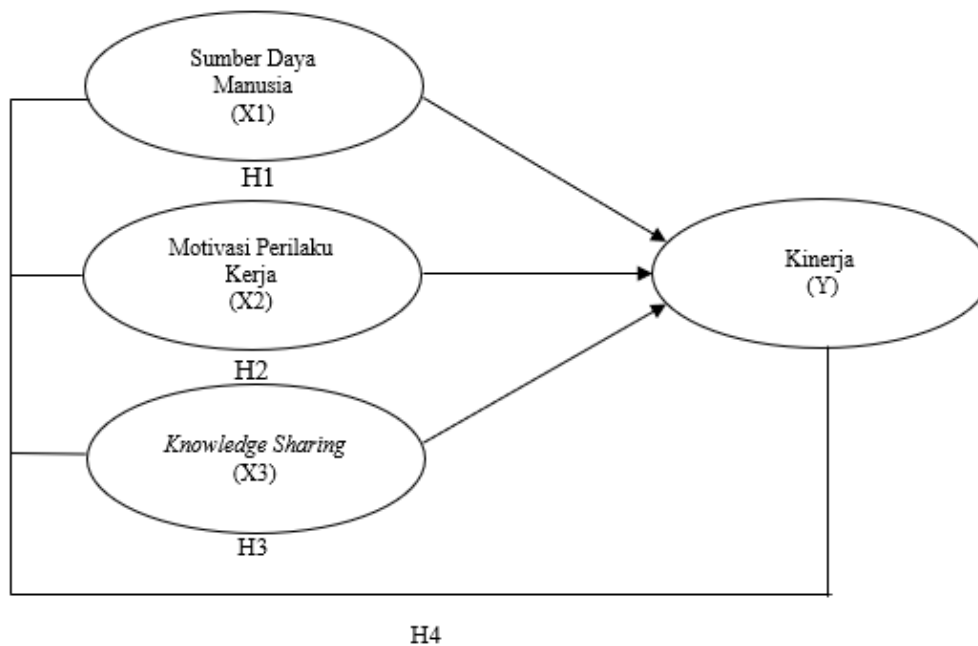 Sumber Daya
Manusia
(X1)
H1
Motivasi Perilaku
Kerja
(X2)
H2
Knowledge Sharing
(X3)
H3
Kinerja
(Y)
H4